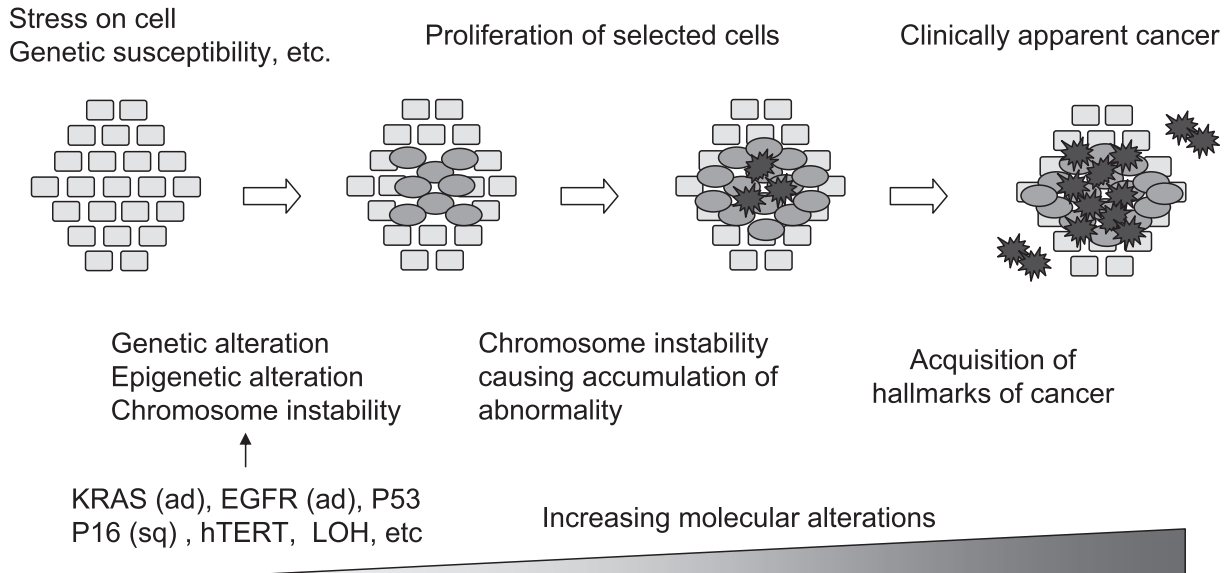 Stress on cell
Genetic susceptibility, etc.
Proliferation of selected cells
Clinically apparent cancer
Genetic alteration
Epigenetic alteration
Chromosome instability
Chromosome instability
causing accumulation of
abnormality
Acquisition of
hallmarks of cancer
KRAS (ad), EGFR (ad), P53
P16 (sq) , hTERT, LOH, etc
Increasing molecular alterations